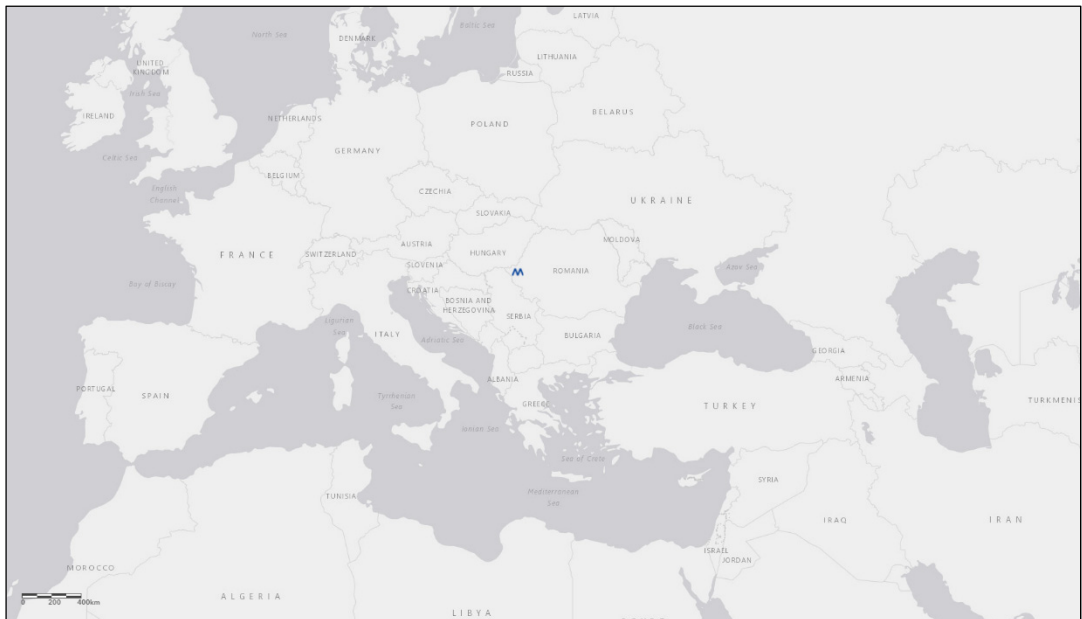 LATVIA
North Sea
Baltic Sea
DENMARK
LITHUANIA
UNITED
KINGDOM
RUSSIA
Irish Sea
BELARUS
IRELAND
NETHERLANDS
POLAND
GERMANY
Celtic Sea
BELGIUM
English
Channel
CZECHIA
UKRAINE
SLOVAKIA
MOLDOVA
AUSTRIA
FRANCE
SWITZERLAND
HUNGARY
SLOVENIA
Azov Sea
ROMANIA
Bay of Biscay
CROATIA
BOSNIA AND
HERZEGOVINA
SERBIA
Ligurian
Sea
Black Sea
ITALY
Adriatic Sea
BULGARIA
GEORGIA
ALBANIA
ARMENIA
PORTUGAL
SPAIN
Tyrrhenian
Sea
GREECE
TURKEY
TURKMENIS
Ionian Sea
Sea of Crete
SYRIA
TUNISIA
Mediterranean
Sea
IRAQ
IRAN
ISRAEL
JORDAN
MOROCCO
ALGERIA
0 200 400km
LIBYA